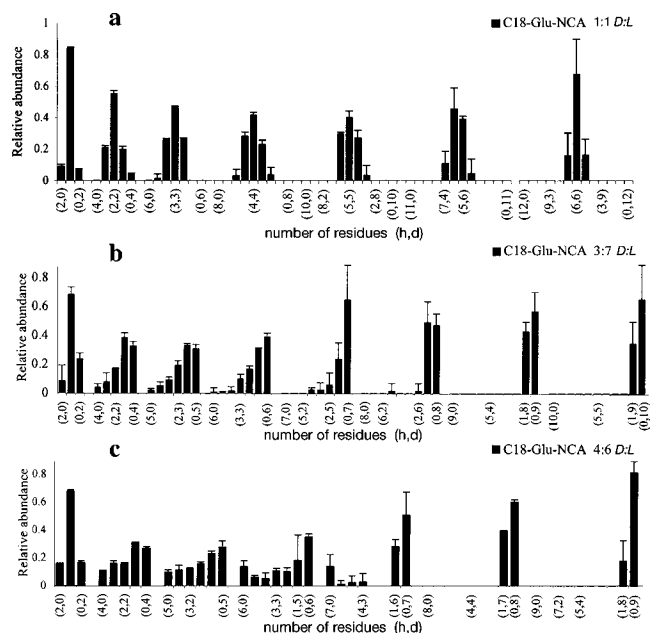 a
C18-Glu-NCA 1:1 D:L
Relative abundance
1
0.8
0.6
0.4
0.2
0
(2,0) (0,2) (4,0) (2,2) (0,4) (6,0) (3,3) (0,6) (8,0) (4,4) (0,8) (10,0) (8,2) (5,5) (2,8) (0,10) (11,0) (7,4) (5,6) (0,11) (12,0) (9,3) (6,6) (3,9) (0,12)
number of residues (h,d)
b
C18-Glu-NCA 3:7 D:L
Relative abundance
0.8
0.6
0.4
0.2
0
(2,0) (0,2) (4,0) (2,2) (0,4) (5,0) (2,3) (0,5) (6,0) (3,3) (0,6) (7,0) (5,2) (2,5) (0,7) (8,0) (6,2) (2,6) (0,8) (9,0) (5,4) (1,8) (0,9) (10,0) (5,5) (1,9) (0,10)
number of residues (h,d)
c
C18-Glu-NCA 4:6 D:L
Relative abundance
0.8
0.6
0.4
0.2
0
(2,0) (0,2) (4,0) (2,2) (0,4) (5,0) (3,2) (0,5) (6,0) (3,3) (1,5) (0,6) (7,0) (4,3) (1,6) (0,7) (8,0) (4,4) (1,7) (0,8) (9,0) (7,2) (5,4) (1,8) (0,9)
number of residues (h,d)